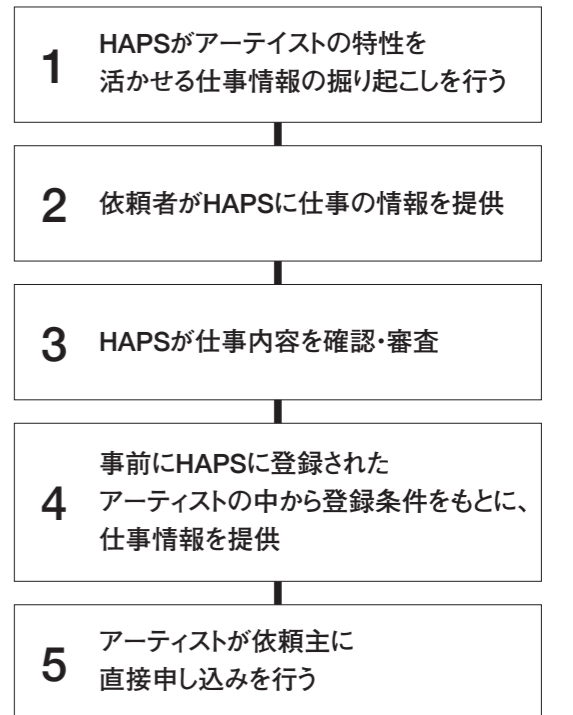 1
HAPSがアーテイストの特性を
活かせる仕事情報の掘り起こしを行う
2
依頼者がHAPSに仕事の情報を提供
3
HAPSが仕事内容を確認・審査
4
事前にHAPSに登録された
アーティストの中から登録条件をもとに、
仕事情報を提供
5
アーティストが依頼主に
直接申し込みを行う